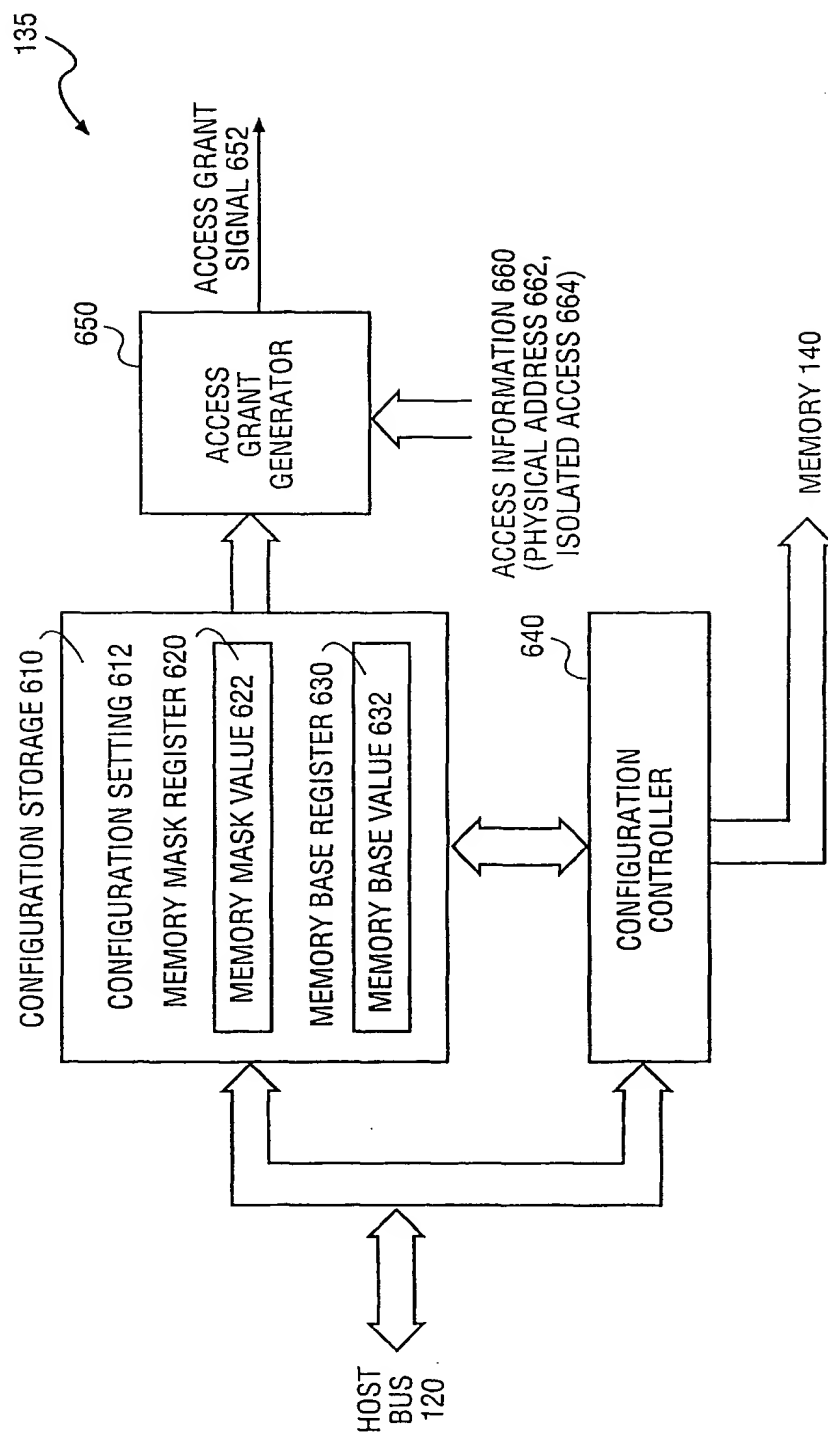 135
CONFIGURATION STORAGE 610
CONFIGURATION SETTING 612
MEMORY MASK REGISTER 620
MEMORY MASK VALUE 622
MEMORY BASE REGISTER 630
MEMORY BASE VALUE 632
650
ACCESS
GRANT
GENERATOR
ACCESS GRANT
SIGNAL 652
ACCESS INFORMATION 660
(PHYSICAL ADDRESS 662,
ISOLATED ACCESS 664)
HOST
BUS
120
640
CONFIGURATION
CONTROLLER
MEMORY 140